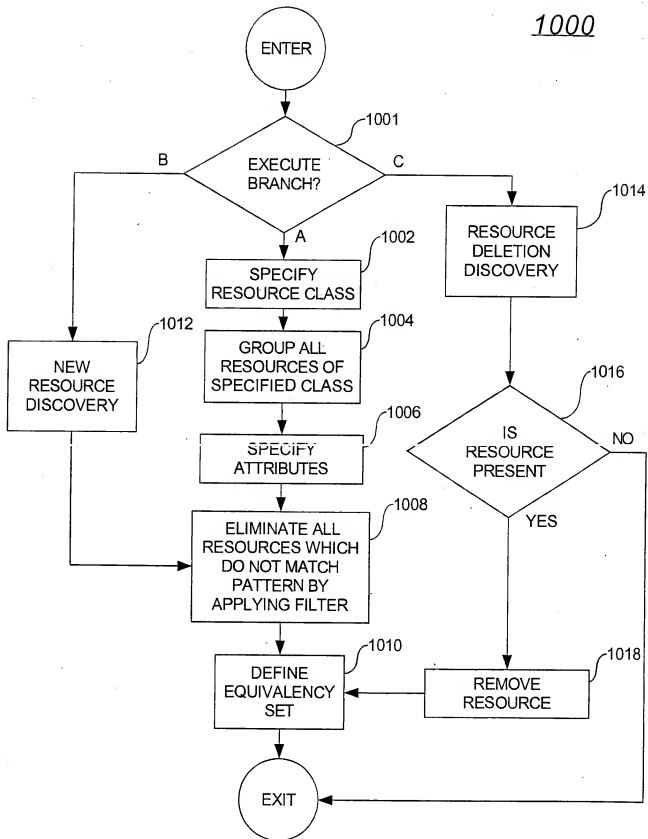 1000
ENTER
1001
B
EXECUTE
BRANCH?
C
A
1014
RESOURCE
DELETION
DISCOVERY
1002
SPECIFY
RESOURCE CLASS
1012
NEW
RESOURCE
DISCOVERY
1004
GROUP ALL
RESOURCES OF
SPECIFIED CLASS
1016
IS
RESOURCE
PRESENT
NO
YES
1006
SPECIFY
ATTRIBUTES
1008
ELIMINATE ALL
RESOURCES WHICH
DO NOT MATCH
PATTERN BY
APPLYING FILTER
1010
DEFINE
EQUIVALENCY
SET
1018
REMOVE
RESOURCE
EXIT